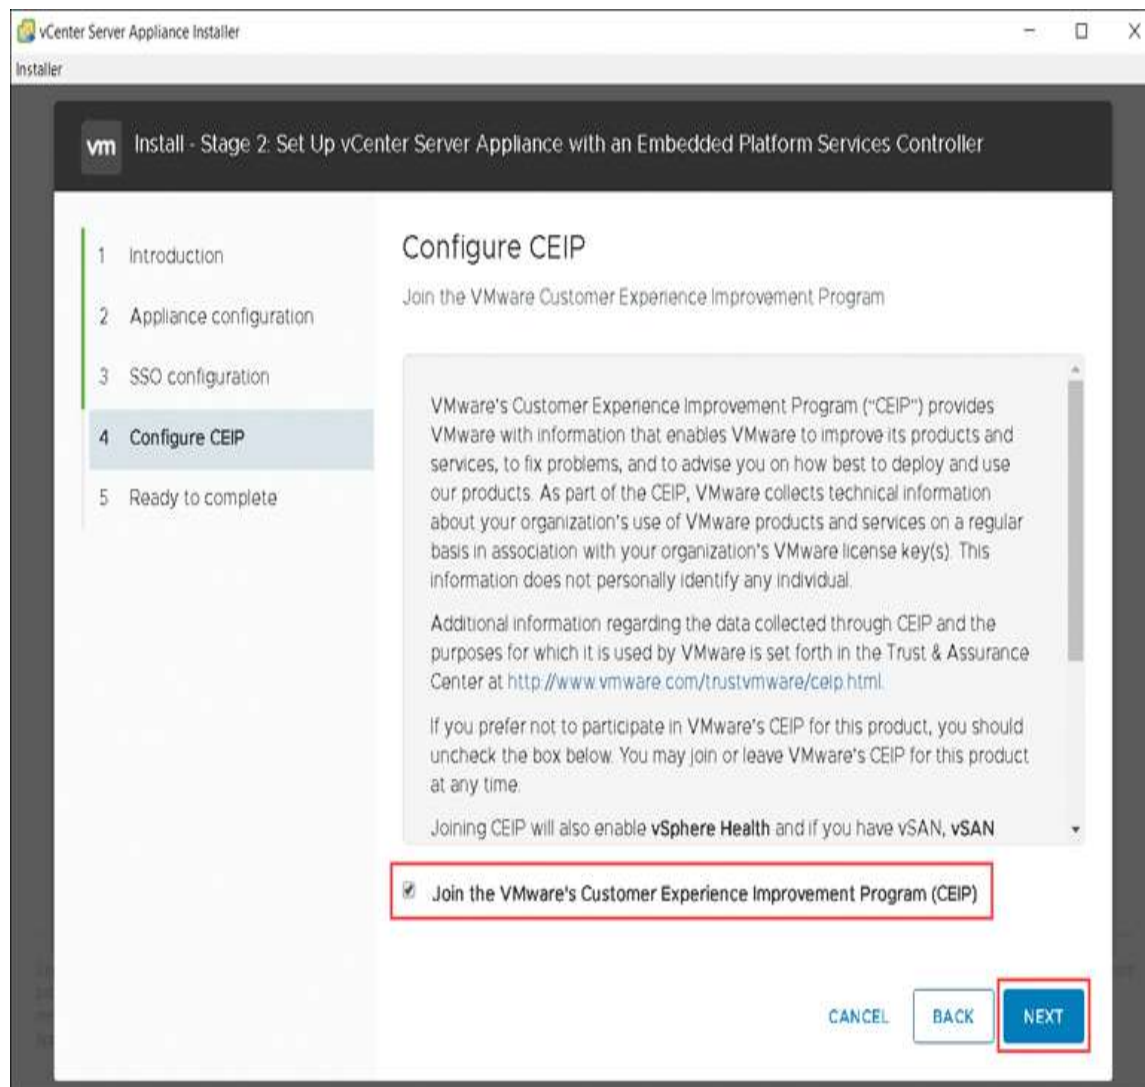 vCenter Server Appliance Installer
Installer
vm Install - Stage 2: Set Up vCenter Server Appliance with an Embedded Platform Services Controller
1 Introduction
2 Appliance configuration
3 SSO configuration
4 Configure CEIP
5 Ready to complete
Configure CEIP
Join the VMware Customer Experience Improvement Program
VMware's Customer Experience Improvement Program ("CEIP") provides
VMware with information that enables VMware to improve its products and
services, to fix problems, and to advise you on how best to deploy and use
our products. As part of the CEIP, VMware collects technical information
about your organization's use of VMware products and services on a regular
basis in association with your organization's VMware license key(s). This
information does not personally identify any individual.
Additional information regarding the data collected through CEIP and the
purposes for which it is used by VMware is set forth in the Trust & Assurance
Center at http://www.vmware.com/trustvmware/ceip.html.
If you prefer not to participate in VMware's CEIP for this product, you should
uncheck the box below. You may join or leave VMware's CEIP for this product
at any time.
Joining CEIP will also enable vSphere Health and if you have vSAN, vSAN
Join the VMware's Customer Experience Improvement Program (CEIP)
CANCEL
BACK
NEXT